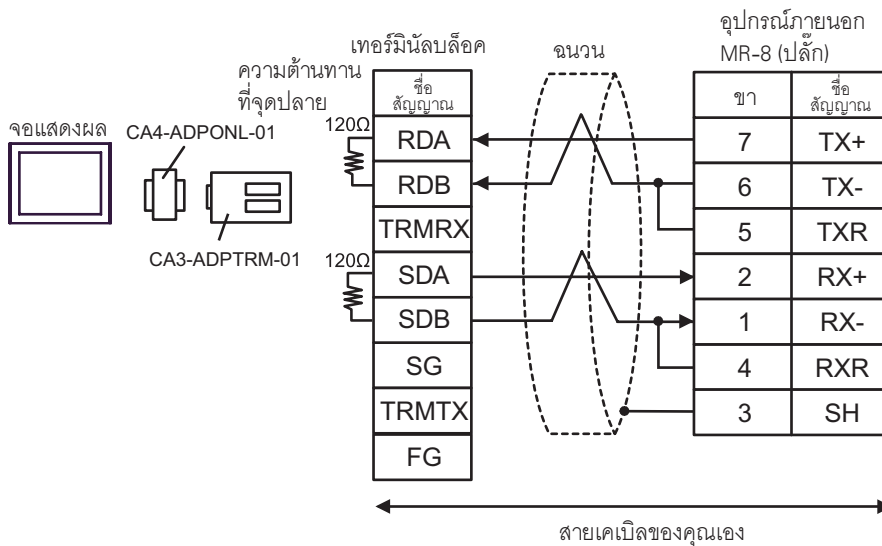 อุปกรณ์ภายนอก
MR-8 (ปลั๊ก)
เทอร์มินัลบล็อค
ฉนวน
ความต้านทาน
ที่จุดปลาย
จอแสดงผล
CA4-ADPONL-01
CA3-ADPTRM-01
120Ω
120Ω
ชื่อ
สัญญาณ
RDA
RDB
TRMRX
SDA
SDB
SG
TRMTX
FG
ขา
ชื่อ
สัญญาณ
7 TX+
6 TX-
5 TXR
2 RX+
1 RX-
4 RXR
3 SH
สายเคเบิลของคุณเอง